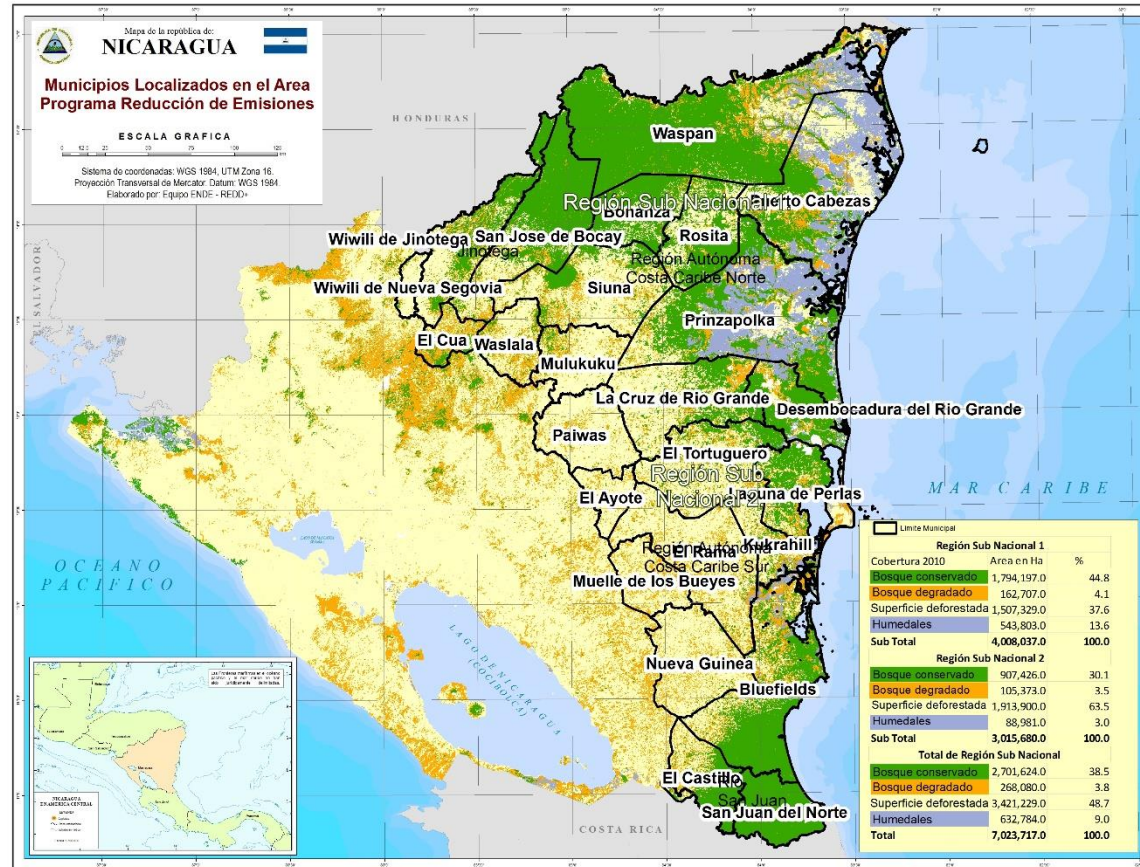 Mapa de la república de:
NICARAGUA
Municipios Localizados en el Area
Programa Reducción de Emisiones
ESCALA GRAFICA
Sistema de coordenadas: WGS 1984, UTM Zona 16.
Proyección Transversal de Mercator. Datum: WGS 1984.
Elaborado por: Equipo ENDE - REDD+
HONDURAS
EL SALVADOR
Waspan
Región Sub Nacional 1
Bonanza
Puerto Cabezas
Wiwili de Jinotega
San Jose de Bocay
Rosita
Jinotega
Región Autónoma
Costa Caribe Norte
Wiwili de Nueva Segovia
Siuna
Prinzapolka
El Cua
Waslala
Mulukuku
La Cruz de Rio Grande
Desembocadura del Rio Grande
Paiwas
El Tortuguero
Región Sub
Nacional 2
El Ayote
Laguna de Perlas
MAR CARIBE
Kukrahill
Región Autónoma
El Rama
Costa Caribe Sur
Muelle de los Bueyes
OCEANO
PACIFICO
LAGO DE NICARAGUA
(COCIBOLCA)
Nueva Guinea
Bluefields
El Castillo
San Juan
San Juan del Norte
COSTA RICA
Limite Municipal
Región Sub Nacional 1
Cobertura 2010 Area en Ha %
Bosque conservado 1,794,197.0 44.8
Bosque degradado 162,707.0 4.1
Superficie deforestada 1,507,329.0 37.6
Humedales 543,803.0 13.6
Sub Total 4,008,037.0 100.0
Región Sub Nacional 2
Bosque conservado 907,426.0 30.1
Bosque degradado 105,373.0 3.5
Superficie deforestada 1,913,900.0 63.5
Humedales 88,981.0 3.0
Sub Total 3,015,680.0 100.0
Total de Región Sub Nacional
Bosque conservado 2,701,624.0 38.5
Bosque degradado 268,080.0 3.8
Superficie deforestada 3,421,229.0 48.7
Humedales 632,784.0 9.0
Total 7,023,717.0 100.0
NICARAGUA
EN AMERICA CENTRAL